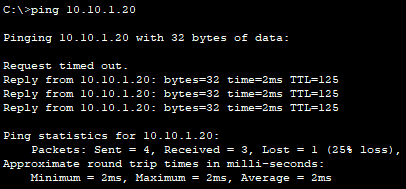 C:\>ping 10.10.1.20
Pinging 10.10.1.20 with 32 bytes of data:
Request timed out.
Reply from 10.10.1.20: bytes=32 time=2ms TTL=125
Reply from 10.10.1.20: bytes=32 time=2ms TTL=125
Reply from 10.10.1.20: bytes=32 time=2ms TTL=125
Ping statistics for 10.10.1.20:
    Packets: Sent = 4, Received = 3, Lost = 1 (25% loss),
Approximate round trip times in milli-seconds:
    Minimum = 2ms, Maximum = 2ms, Average = 2ms